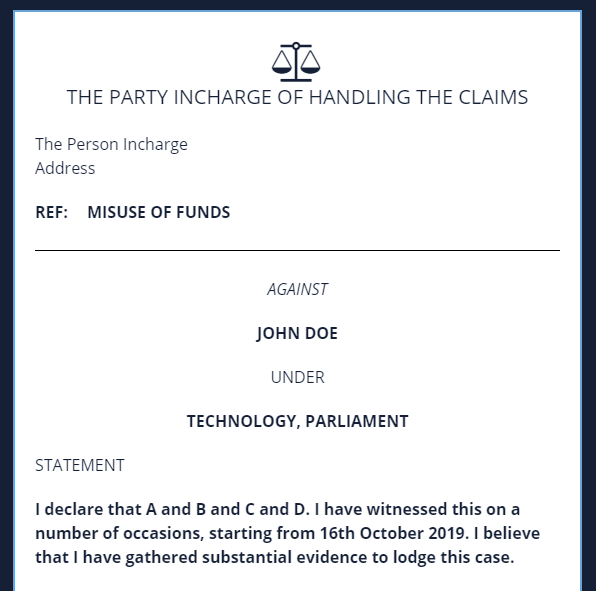 THE PARTY INCHARGE OF HANDLING THE CLAIMS
The Person Incharge
Address
REF: MISUSE OF FUNDS
AGAINST
JOHN DOE
UNDER
TECHNOLOGY, PARLIAMENT
STATEMENT
I declare that A and B and C and D. I have witnessed this on a
number of occasions, starting from 16th October 2019. I believe
that I have gathered substantial evidence to lodge this case.